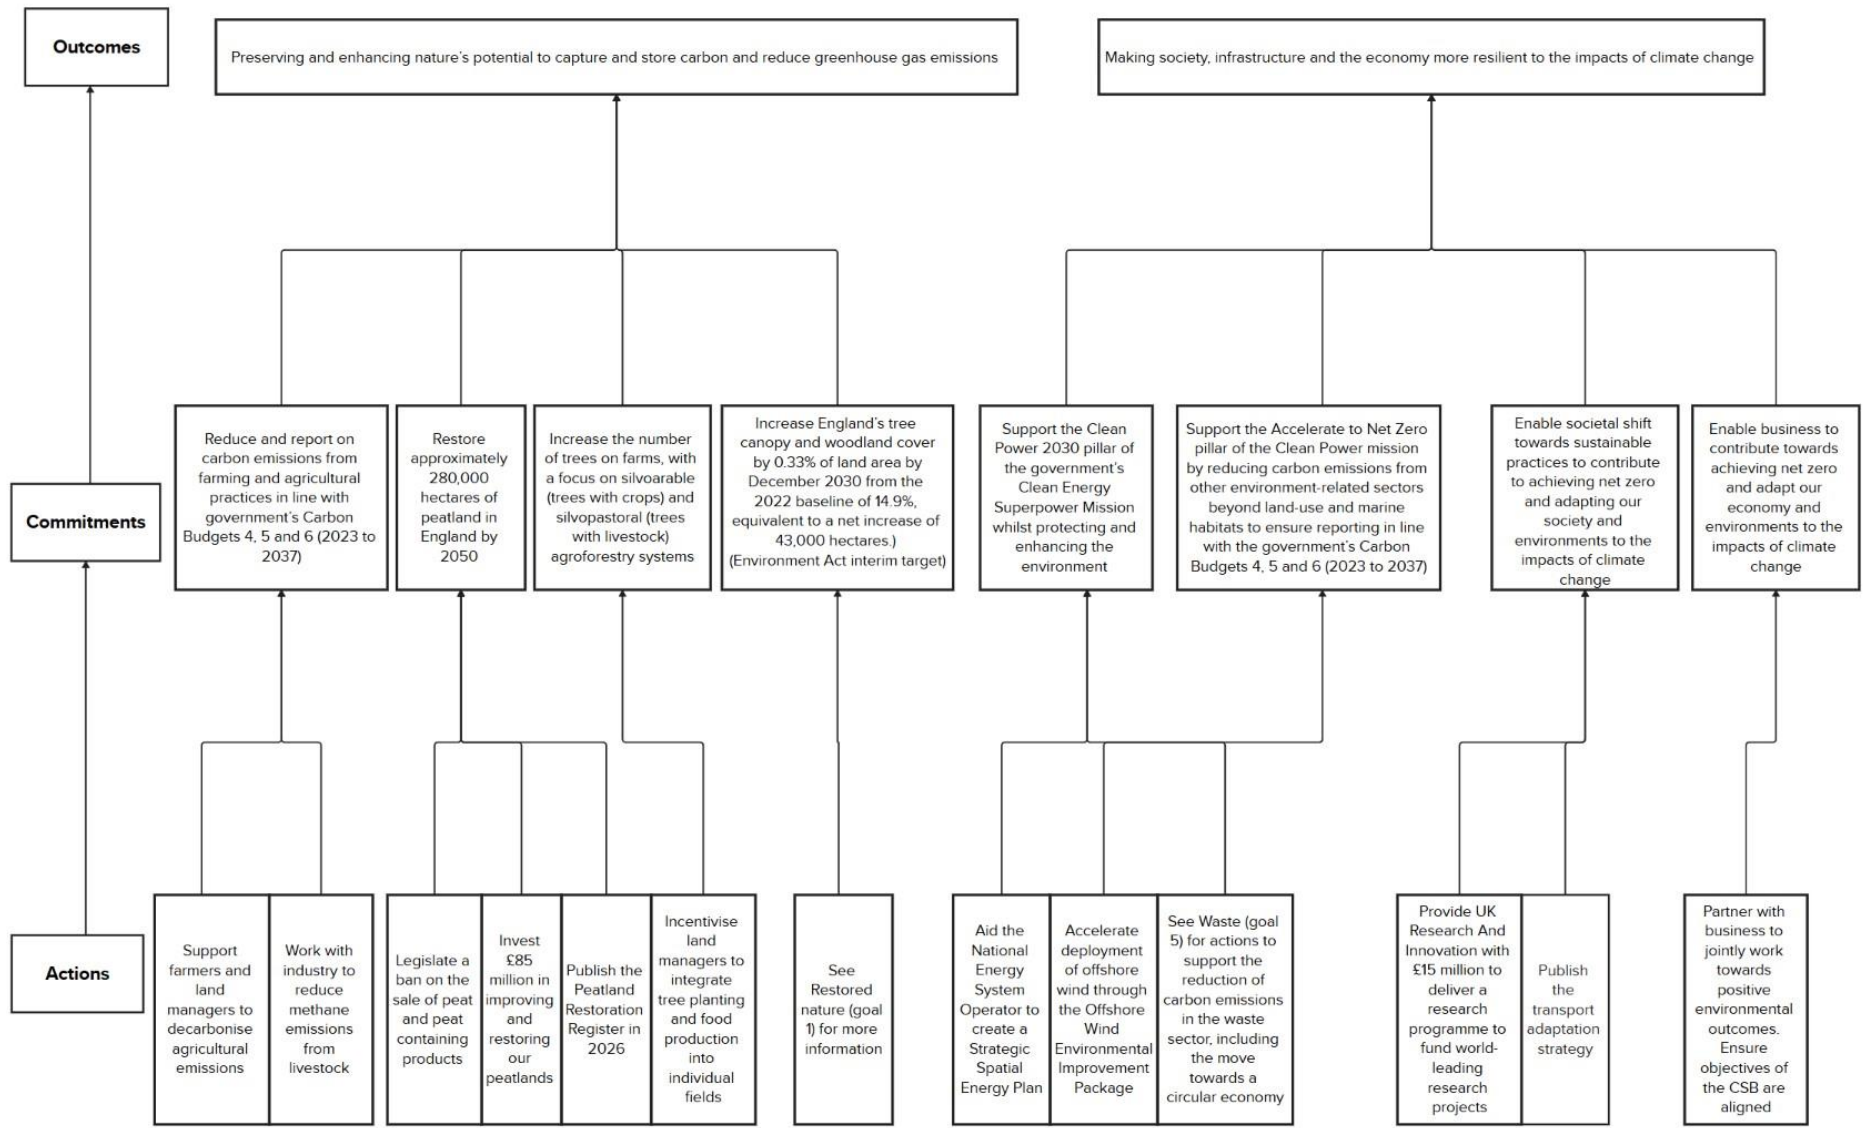 Outcomes
Preserving and enhancing nature's potential to capture and store carbon and reduce greenhouse gas emissions
Making society, infrastructure and the economy more resilient to the impacts of climate change
Commitments
Reduce and report on
carbon emissions from
farming and agricultural
practices in line with
government's Carbon
Budgets 4, 5 and 6 (2023 to
2037)
Restore
approximately
280,000
hectares of
peatland in
England by
2050
Increase the number
of trees on farms, with
a focus on silvoarable
(trees with crops) and
silvopastoral (trees
with livestock)
agroforestry systems
Increase England's tree
canopy and woodland cover
by 0.33% of land area by
December 2030 from the
2022 baseline of 14.9%,
equivalent to a net increase of
43,000 hectares.)
(Environment Act interim target)
Support the Clean
Power 2030 pillar of
the government's
Clean Energy
Superpower Mission
whilst protecting and
enhancing the
environment
Support the Accelerate to Net Zero
pillar of the Clean Power mission
by reducing carbon emissions from
other environment-related sectors
beyond land-use and marine
habitats to ensure reporting in line
with the government's Carbon
Budgets 4, 5 and 6 (2023 to 2037)
Enable societal shift
towards sustainable
practices to contribute
to achieving net zero
and adapting our
society and
environments to the
impacts of climate
change
Enable business to
contribute towards
achieving net zero
and adapt our
economy and
environments to the
impacts of climate
change
Actions
Support
farmers and
land
managers to
decarbonise
agricultural
emissions
Work with
industry to
reduce
methane
emissions
from
livestock
Legislate a
ban on the
sale of peat
and peat
containing
products
Invest
£85
million in
improving
and
restoring
our
peatlands
Publish the
Peatland
Restoration
Register in
2026
Incentivise
land
managers to
integrate
tree planting
and food
production
into
individual
fields
See
Restored
nature (goal
1) for more
information
Aid the
National
Energy
System
Operator to
create a
Strategic
Spatial
Energy Plan
Accelerate
deployment
of offshore
wind through
the Offshore
Wind
Environmental
Improvement
Package
See Waste (goal
5) for actions to
support the
reduction of
carbon emissions
in the waste
sector, including
the move
towards a
circular economy
Provide UK
Research And
Innovation with
£15 million to
deliver a
research
programme to
fund world-
leading
research
projects
Publish
the
transport
adaptation
strategy
Partner with
business to
jointly work
towards
positive
environmental
outcomes.
Ensure
objectives of
the CSB are
aligned